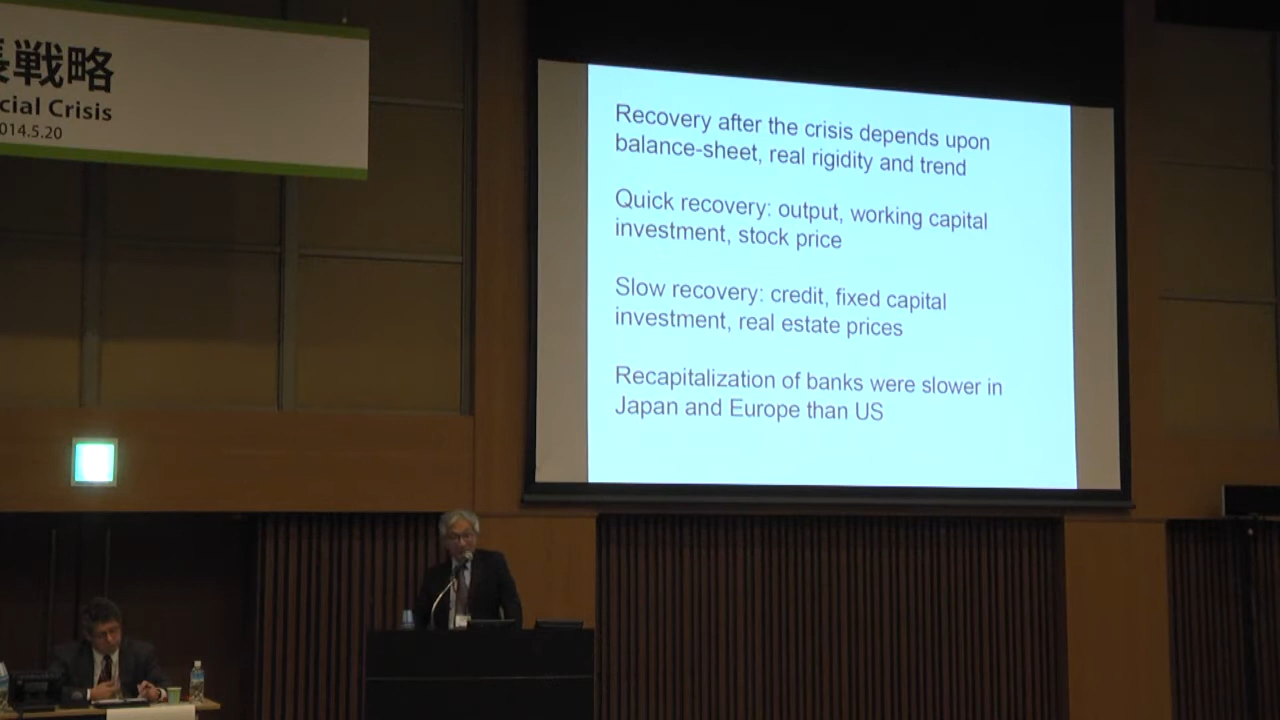 長戦略
cial Crisis
014.5.20
Recovery after the crisis depends upon
balance-sheet, real rigidity and trend
Quick recovery: output, working capital
investment, stock price
Slow recovery: credit, fixed capital
investment, real estate prices
Recapitalization of banks were slower in
Japan and Europe than US